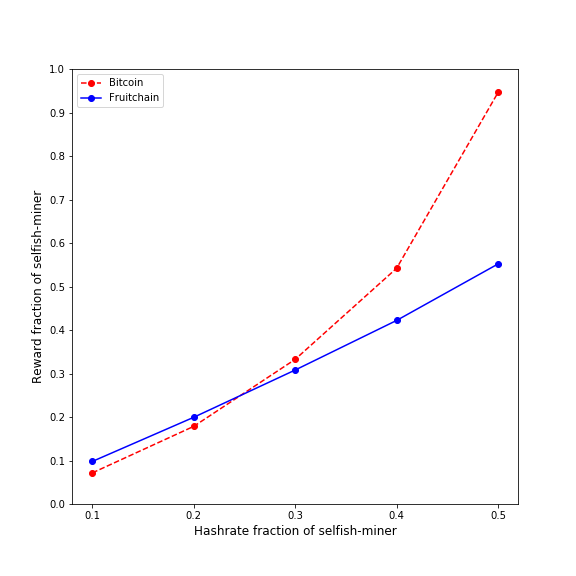 1.0
0.9
0.8
0.7
0.6
0.5
0.4
0.3
0.2
0.1
0.0
Reward fraction of selfish-miner
Bitcoin
Fruitchain
0.1 0.2 0.3 0.4 0.5
Hashrate fraction of selfish-miner